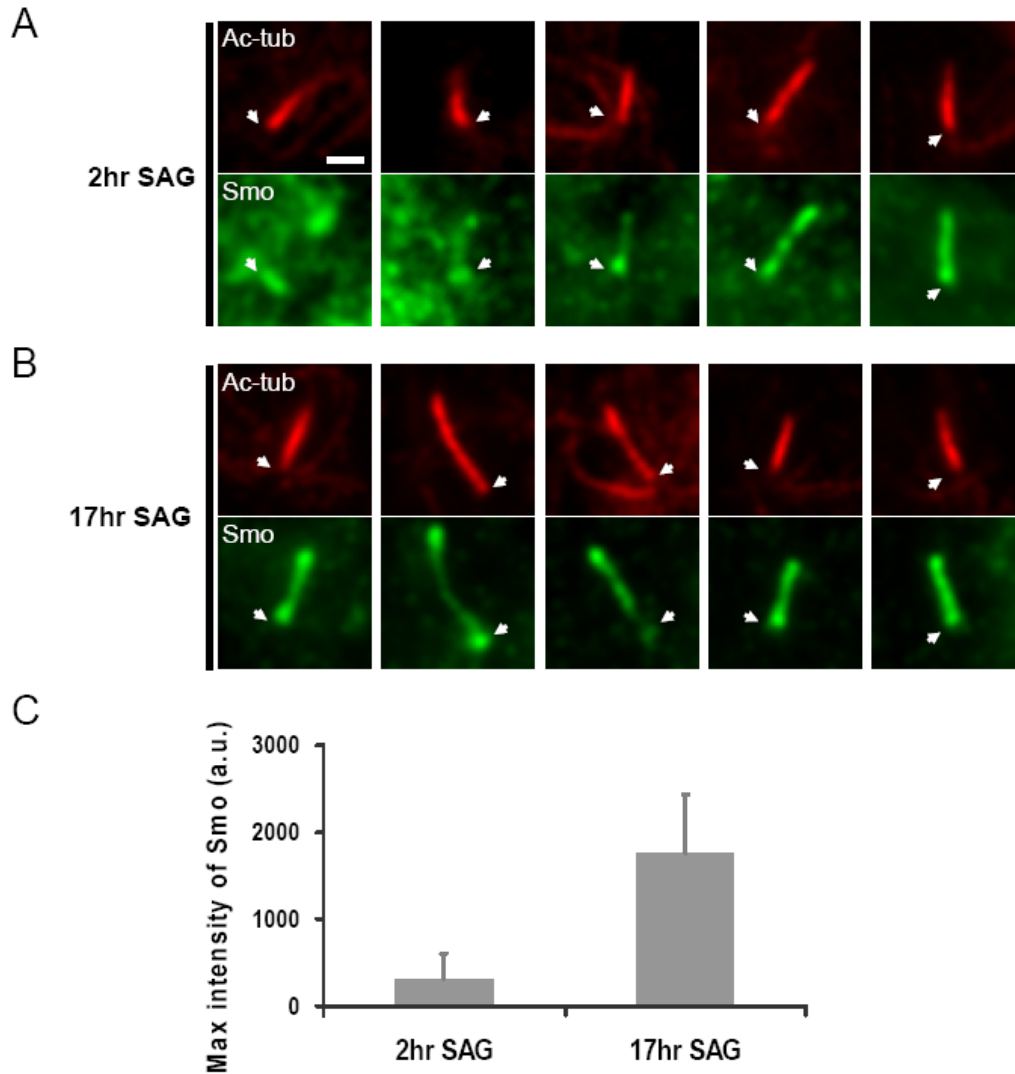 A
Ac-tub
2hr SAG
Smo
B
Ac-tub
17hr SAG
Smo
C
Max intensity of Smo (a.u.)
3000
2000
1000
0
2hr SAG
17hr SAG